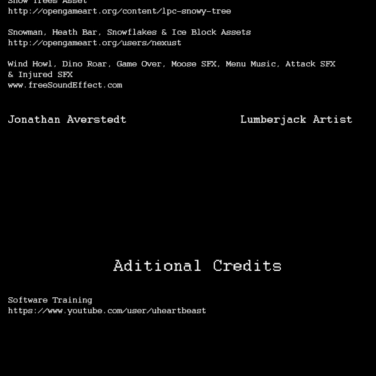 Snow Trees Asset
http://opengameart.org/content/lpc-snowy-tree
Snowman, Heath Bar, Snowflakes & Ice Block Assets
http://opengameart.org/users/nexust
Wind Howl, Dino Roar, Game Over, Moose SFX, Menu Music, Attack SFX
& Injured SFX
www.freeSoundEffect.com
Jonathan Averstedt Lumberjack Artist
Aditional Credits
Software Training
https://www.youtube.com/user/uheartbeast